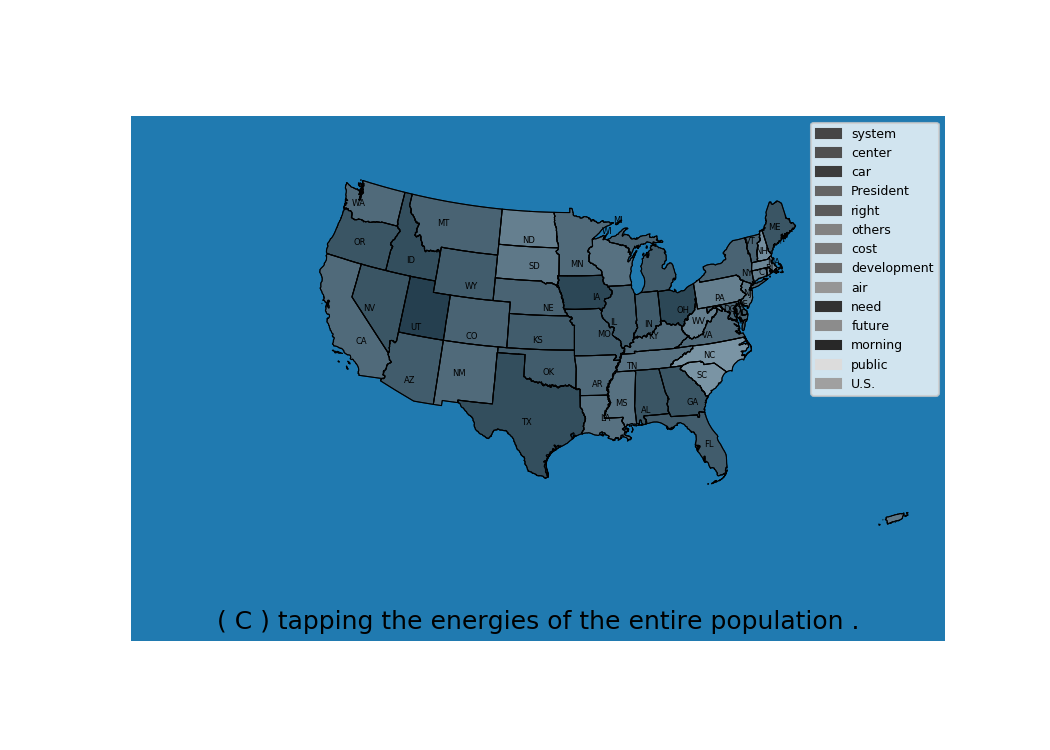 system
center
car
President
right
others
cost
development
air
need
future
morning
public
U.S.
WA
MT
ME
ND
MN
WI
MI
OR
ID
SD
WY
VT
NH
NY
MA
CT
NV
UT
CA
NE
IA
IL
IN
OH
PA
NJ
CO
KS
MO
KY
WV
VA
AZ
NM
OK
AR
TN
NC
SC
TX
LA
MS
AL
GA
FL
( C ) tapping the energies of the entire population .